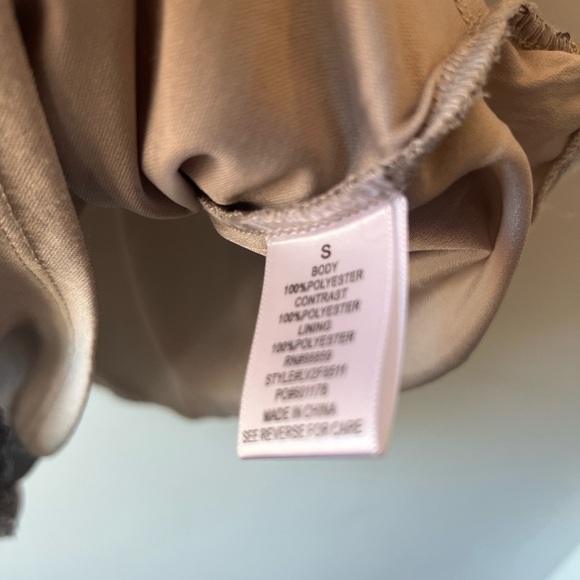 S
BODY
100%POLYESTER
CONTRAST
100%POLYESTER
LINING
100%POLYESTER
MADE IN CHINA
SEE REVERSE FOR CARE